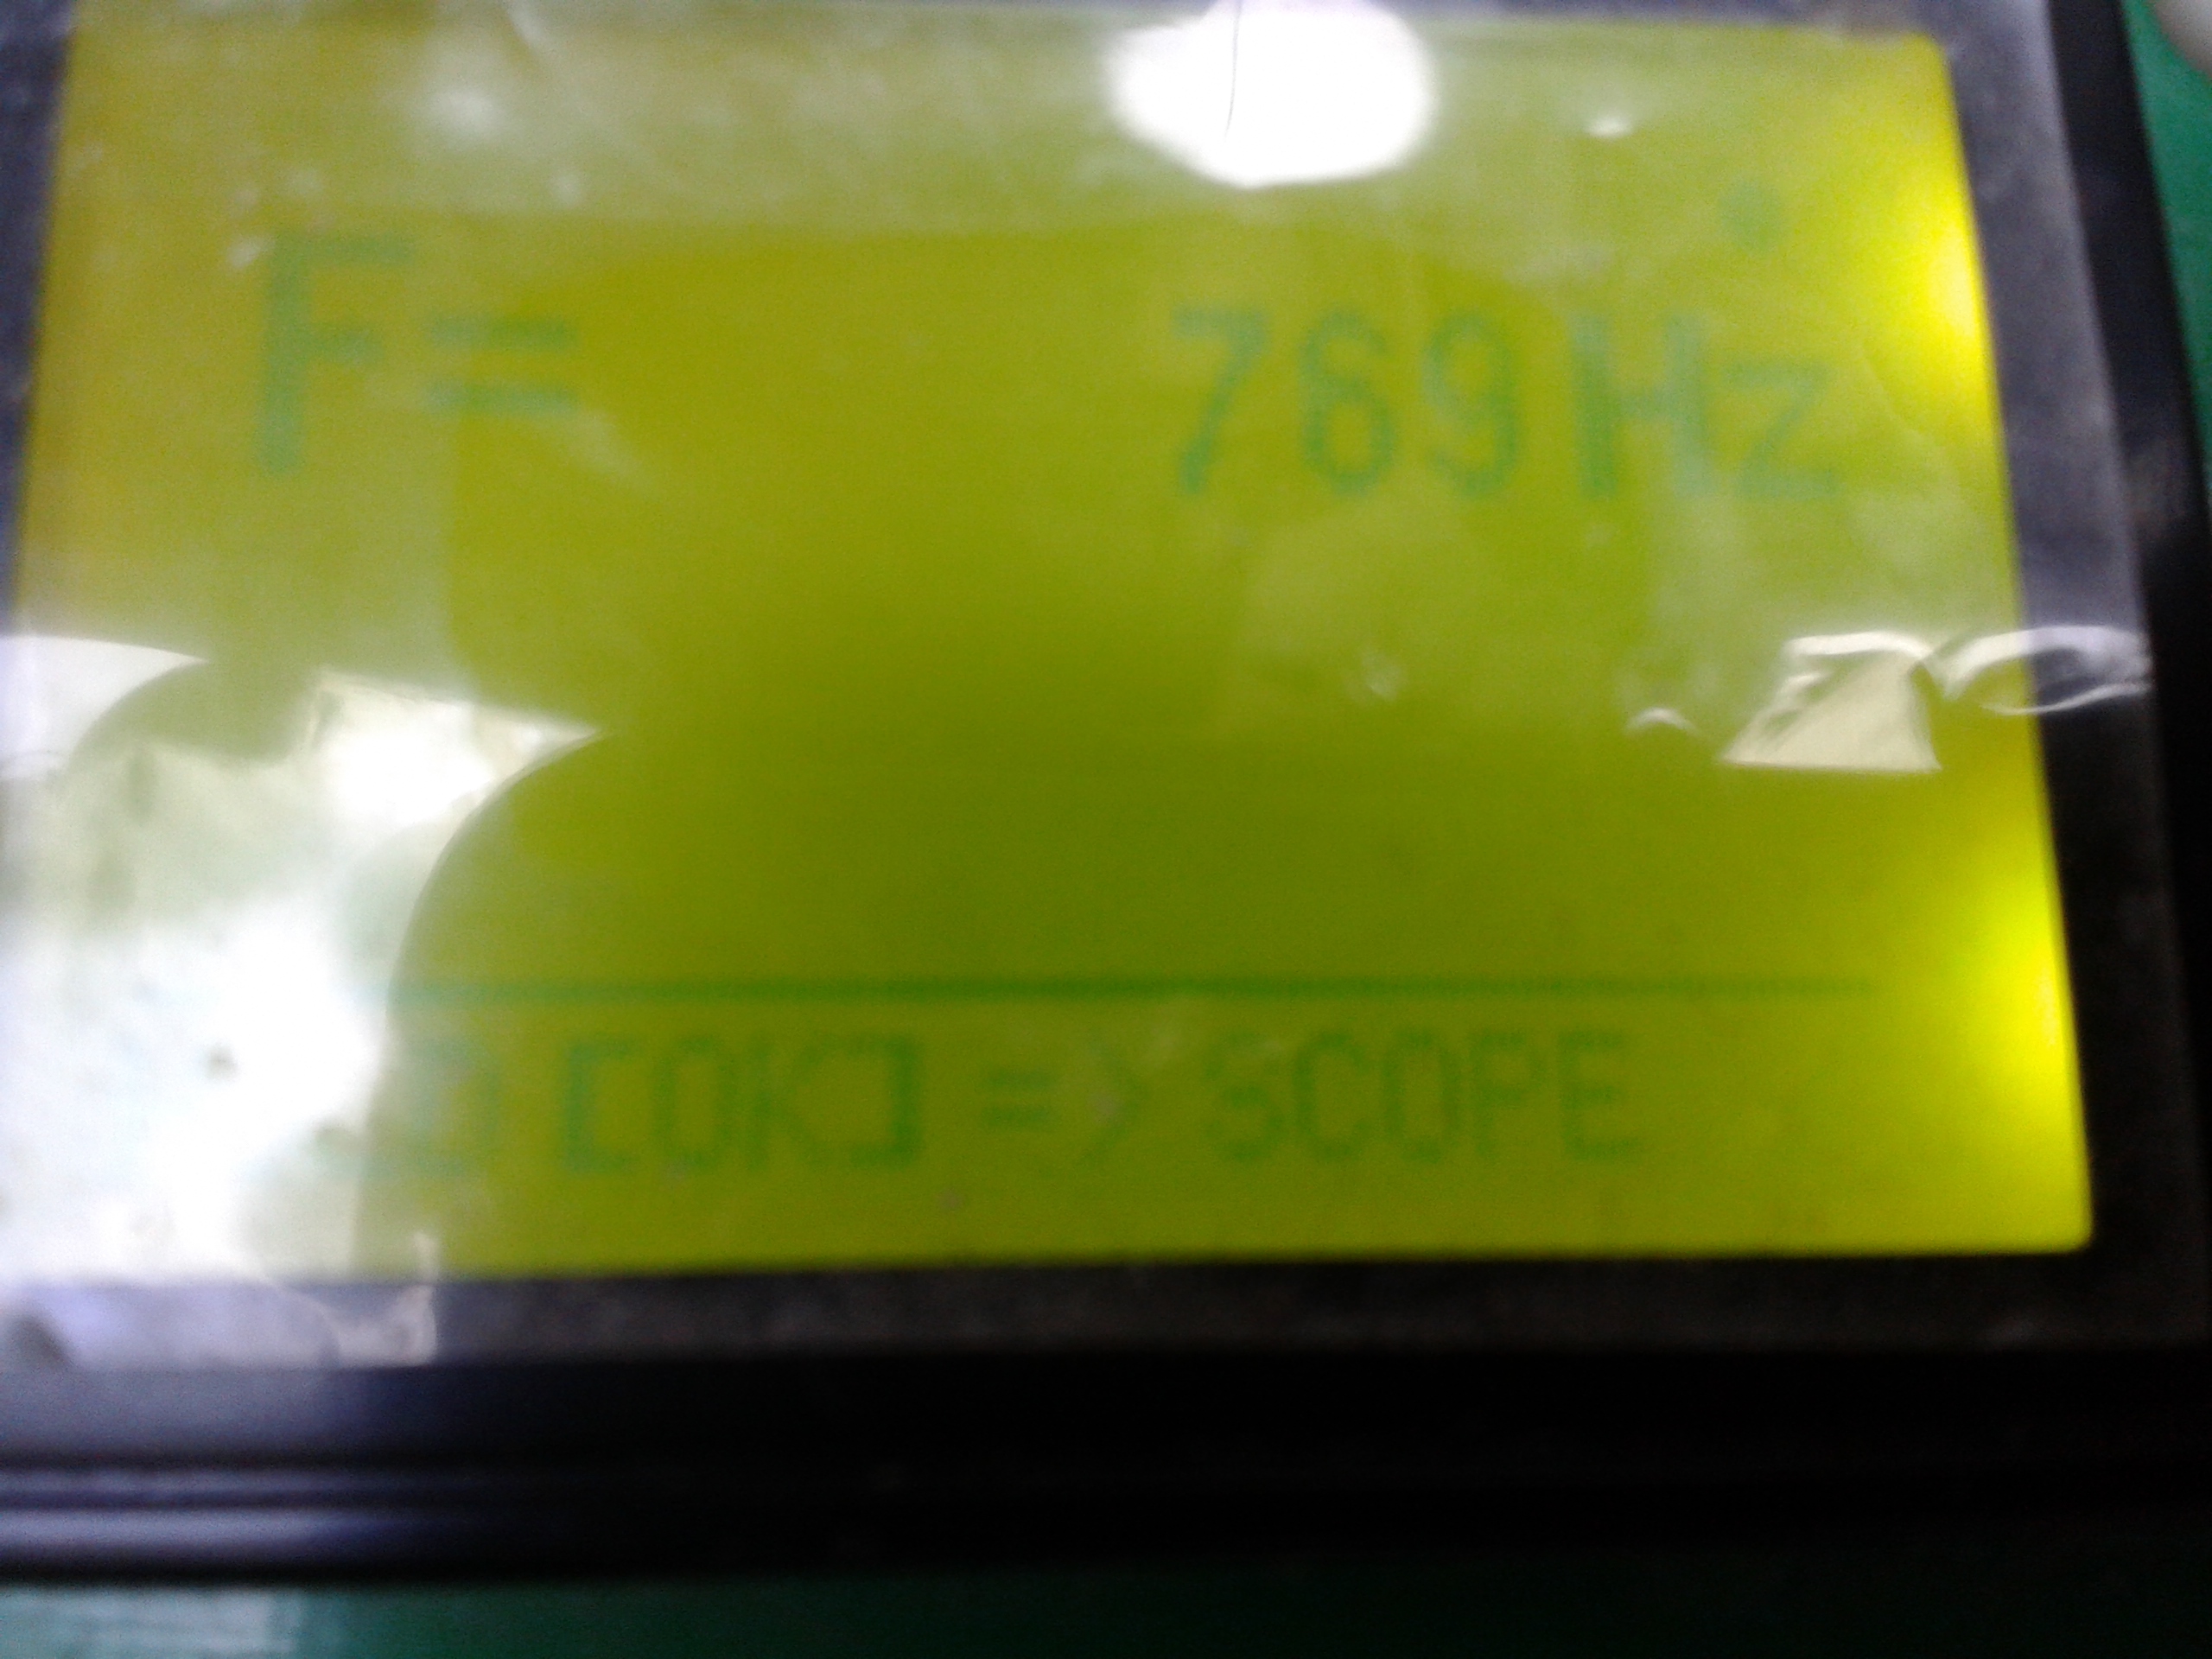 F= 769Hz
[OK] => SCOPE